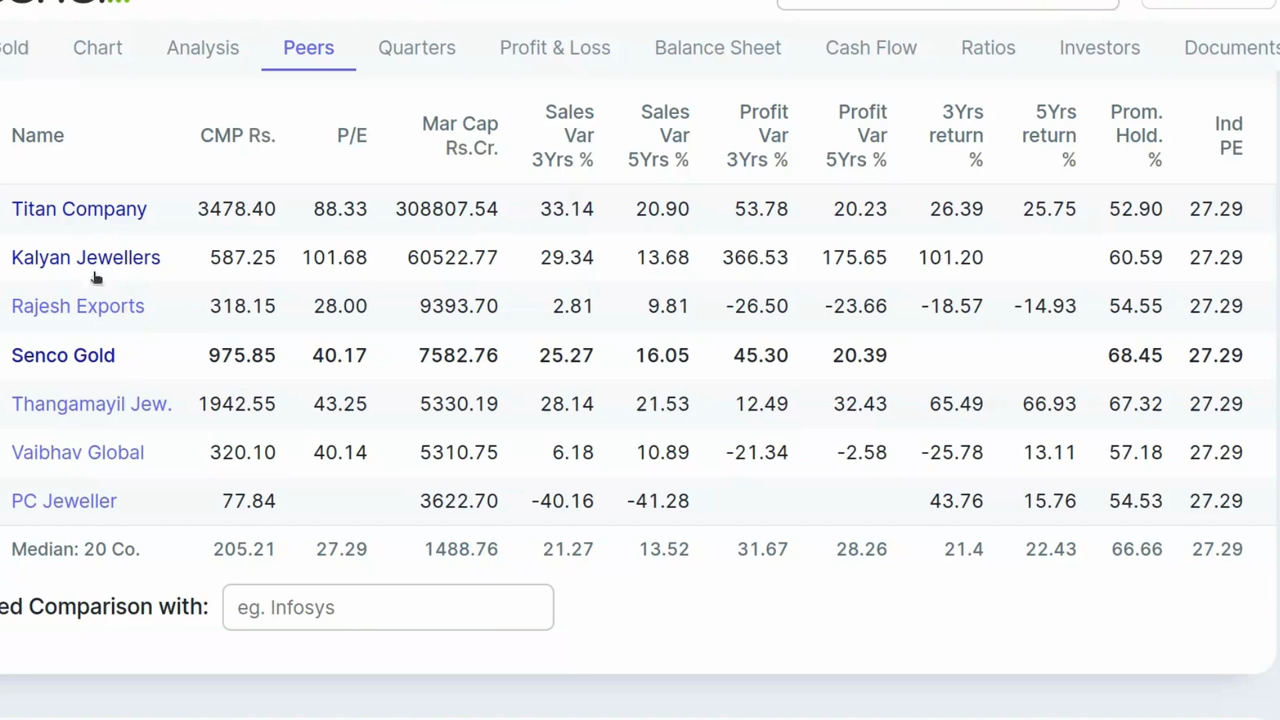 old Chart Analysis Peers Quarters Profit & Loss Balance Sheet Cash Flow Ratios Investors Documents
Name CMP Rs. P/E Mar Cap Rs.Cr. Sales Var 3Yrs % Sales Var 5Yrs % Profit Var 3Yrs % Profit Var 5Yrs % 3Yrs return % 5Yrs return % Prom. Hold. % Ind PE
Titan Company 3478.40 88.33 308807.54 33.14 20.90 53.78 20.23 26.39 25.75 52.90 27.29
Kalyan Jewellers 587.25 101.68 60522.77 29.34 13.68 366.53 175.65 101.20 60.59 27.29
Rajesh Exports 318.15 28.00 9393.70 2.81 9.81 -26.50 -23.66 -18.57 -14.93 54.55 27.29
Senco Gold 975.85 40.17 7582.76 25.27 16.05 45.30 20.39 68.45 27.29
Thangamayil Jew. 1942.55 43.25 5330.19 28.14 21.53 12.49 32.43 65.49 66.93 67.32 27.29
Vaibhav Global 320.10 40.14 5310.75 6.18 10.89 -21.34 -2.58 -25.78 13.11 57.18 27.29
PC Jeweller 77.84 3622.70 -40.16 -41.28 43.76 15.76 54.53 27.29
Median: 20 Co. 205.21 27.29 1488.76 21.27 13.52 31.67 28.26 21.4 22.43 66.66 27.29
ed Comparison with: eg. Infosys